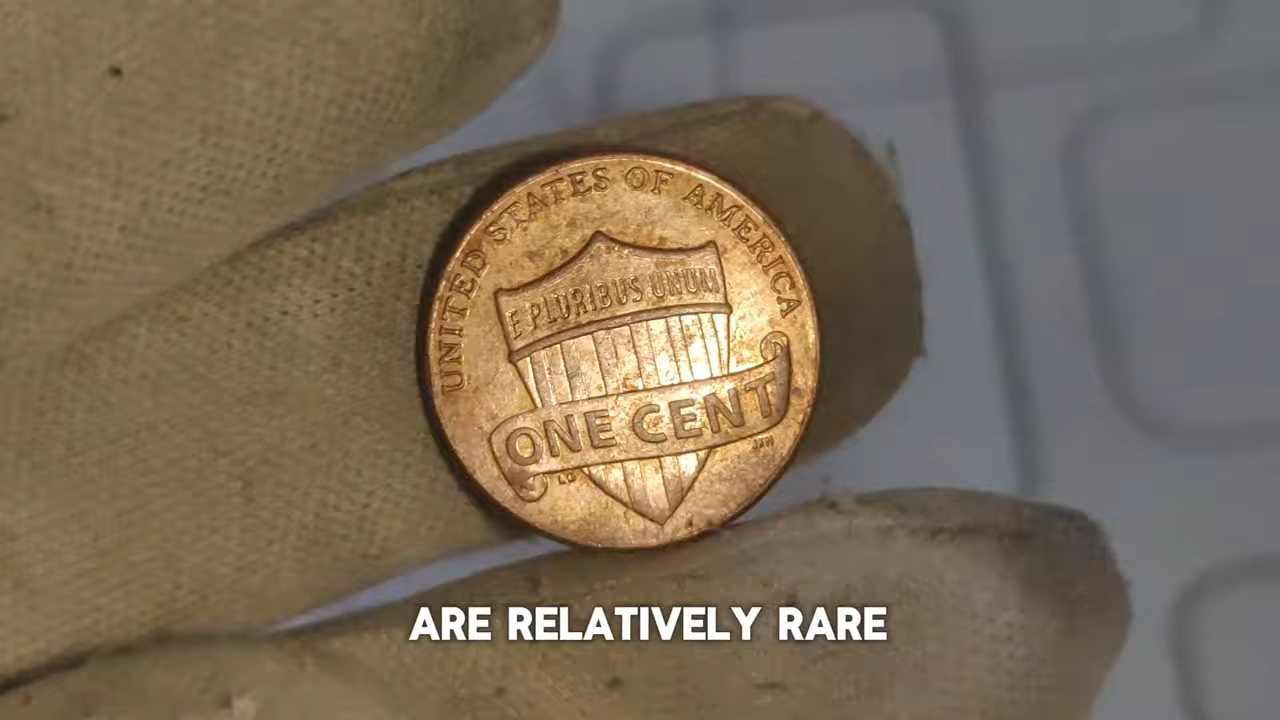 UNITED STATES OF AMERICA
E PLURIBUS UNUM
ONE CENT
ARE RELATIVELY RARE